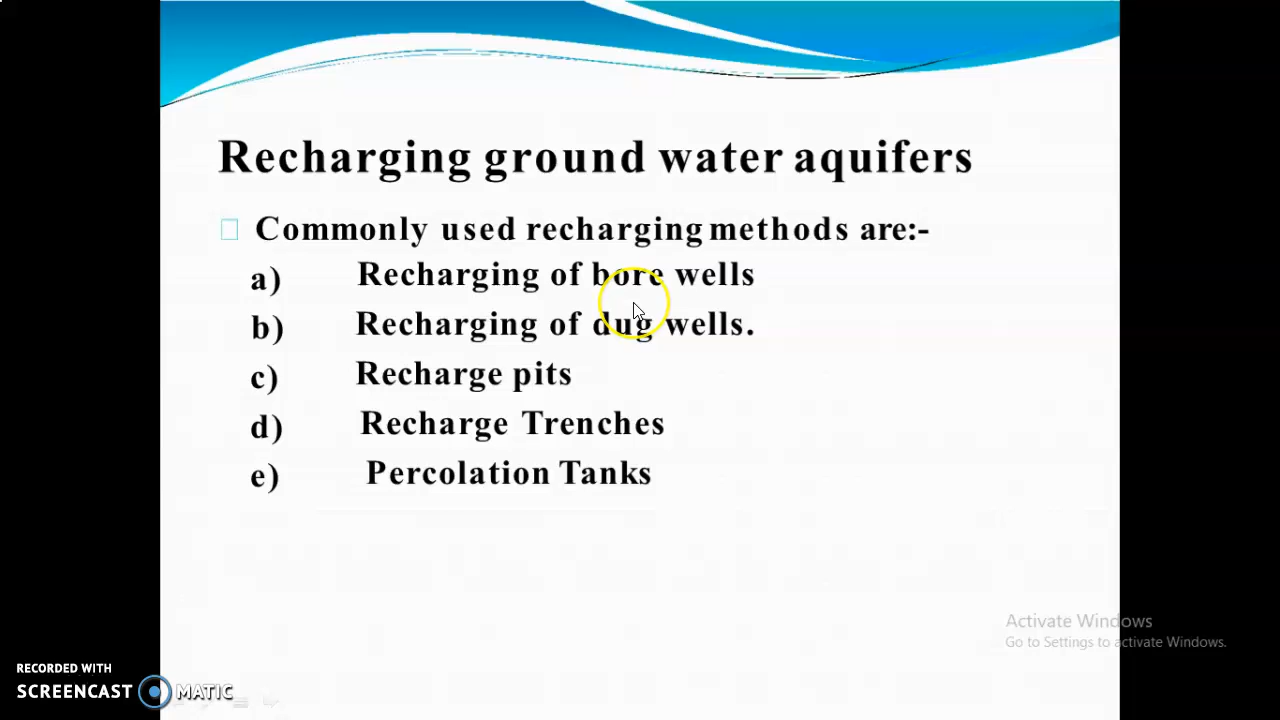 Recharging ground water aquifers
Commonly used recharging methods are:-
a) Recharging of bore wells
b) Recharging of dug wells.
c) Recharge pits
d) Recharge Trenches
e) Percolation Tanks
Activate Windows
Go to Settings to activate Windows.
RECORDED WITH
SCREENCAST MATIC